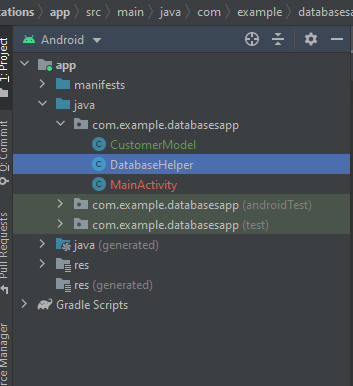 cations app src main java com example databasesa
Android
app
manifests
java
com.example.databasesapp
CustomerModel
DatabaseHelper
MainActivity
com.example.databasesapp (androidTest)
com.example.databasesapp (test)
java (generated)
res
res (generated)
Gradle Scripts
1: Project
Commit
Pull Requests
rce Manager